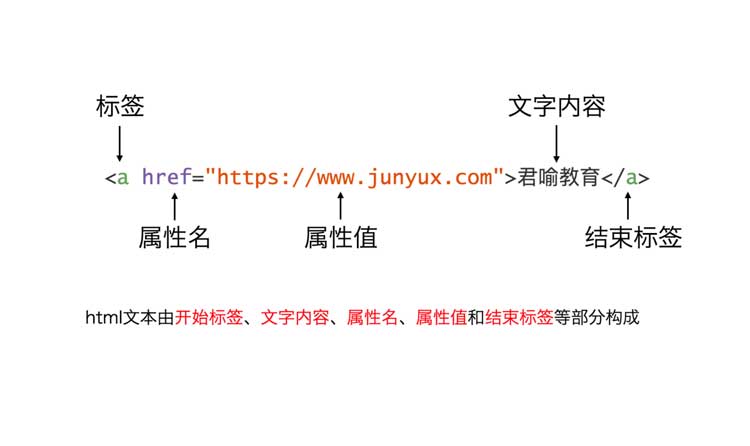 标签
文字内容
<a href="https://www.junyux.com">君喻教育</a>
属性名
属性值
结束标签
html文本由开始标签、文字内容、属性名、属性值和结束标签等部分构成